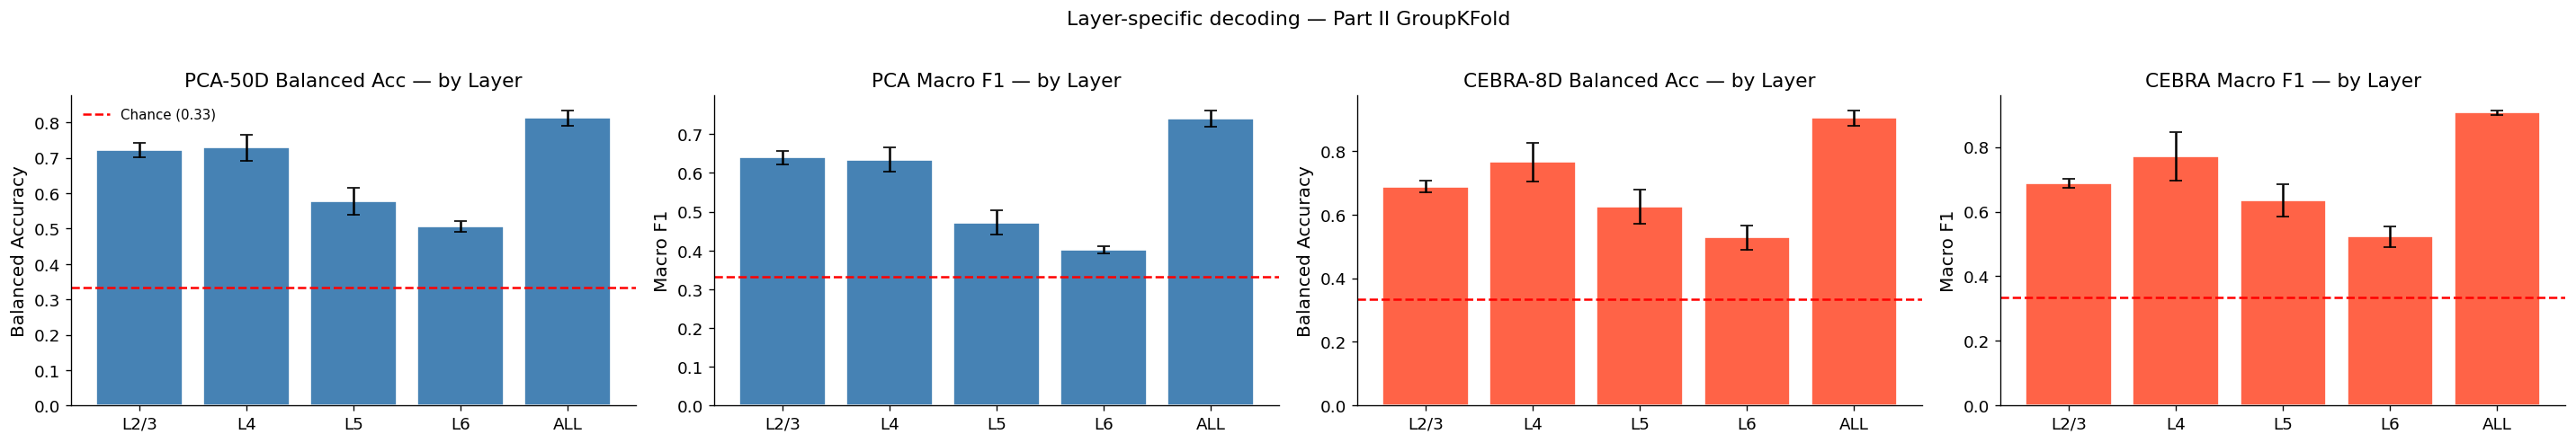 Layer-specific decoding — Part II GroupKFold
PCA-50D Balanced Acc — by Layer
Balanced Accuracy
0.8
0.7
0.6
0.5
0.4
0.3
0.2
0.1
0.0
Chance (0.33)
L2/3 L4 L5 L6 ALL
PCA Macro F1 — by Layer
Macro F1
0.7
0.6
0.5
0.4
0.3
0.2
0.1
0.0
L2/3 L4 L5 L6 ALL
CEBRA-8D Balanced Acc — by Layer
Balanced Accuracy
0.8
0.6
0.4
0.2
0.0
L2/3 L4 L5 L6 ALL
CEBRA Macro F1 — by Layer
Macro F1
0.8
0.6
0.4
0.2
0.0
L2/3 L4 L5 L6 ALL